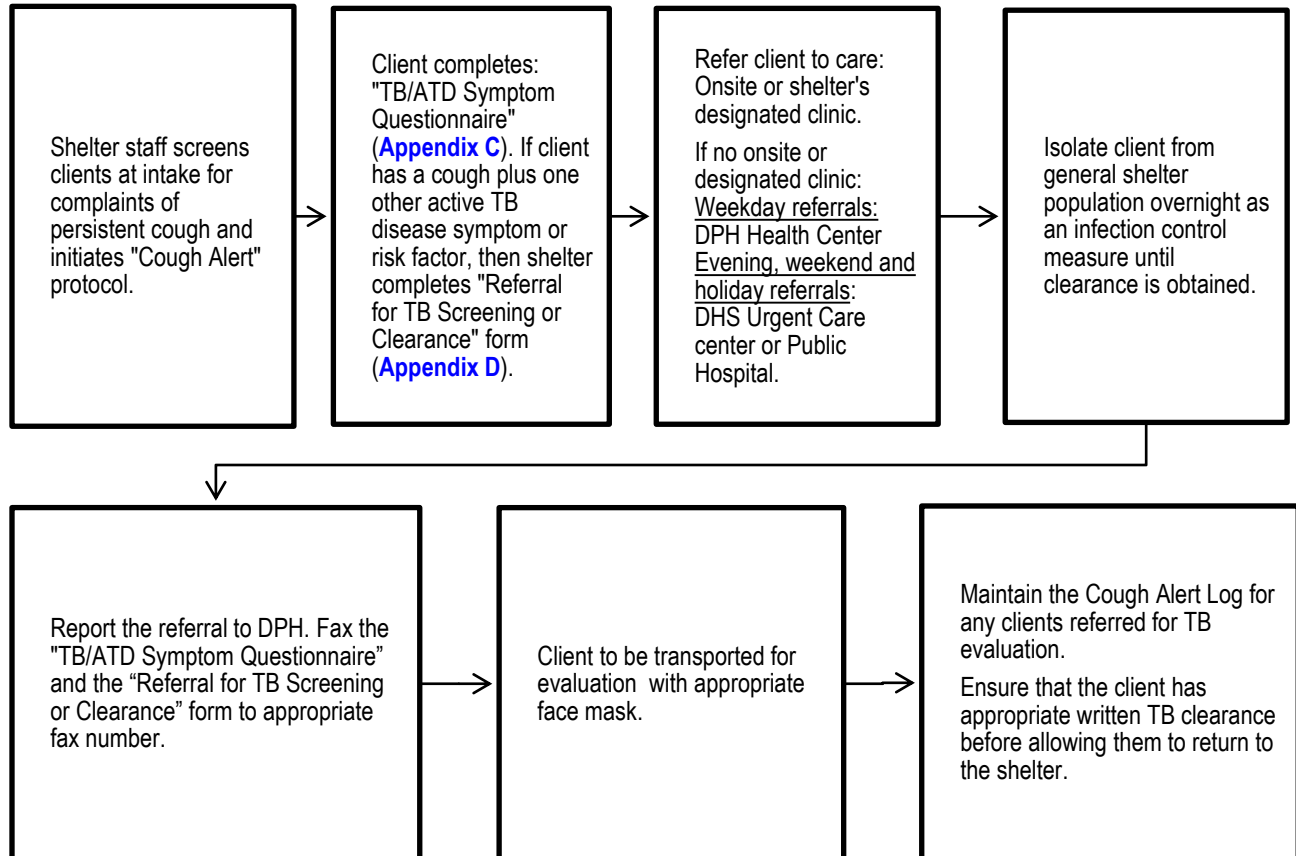 Shelter staff screens
clients at intake for
complaints of
persistent cough and
initiates "Cough Alert"
protocol.
Client completes:
"TB/ATD Symptom
Questionnaire"
(Appendix C). If client
has a cough plus one
other active TB
disease symptom or
risk factor, then shelter
completes "Referral
for TB Screening or
Clearance" form
(Appendix D).
Refer client to care:
Onsite or shelter's
designated clinic.
If no onsite or
designated clinic:
Weekday referrals:
DPH Health Center
Evening, weekend and
holiday referrals:
DHS Urgent Care
center or Public
Hospital.
Isolate client from
general shelter
population overnight as
an infection control
measure until
clearance is obtained.
Report the referral to DPH. Fax the
"TB/ATD Symptom Questionnaire”
and the “Referral for TB Screening
or Clearance” form to appropriate
fax number.
Client to be transported for
evaluation with appropriate
face mask.
Maintain the Cough Alert Log for
any clients referred for TB
evaluation.
Ensure that the client has
appropriate written TB clearance
before allowing them to return to
the shelter.